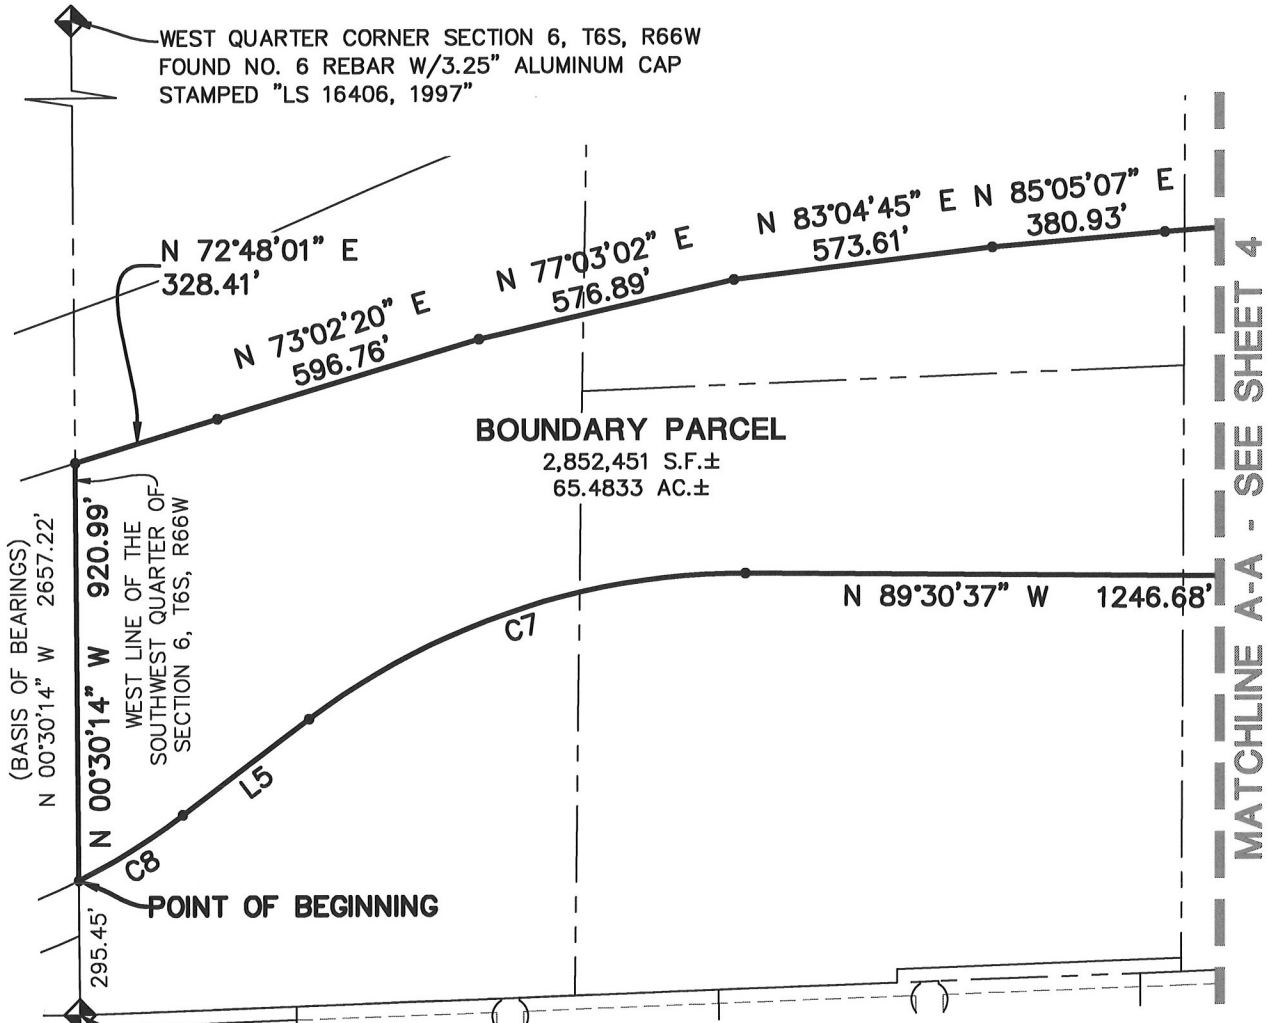 WEST QUARTER CORNER SECTION 6, T6S, R66W
FOUND NO. 6 REBAR W/3.25" ALUMINUM CAP
STAMPED "LS 16406, 1997"
N 72°48'01" E
328.41'
N 73°02'20" E
596.76'
N 77°03'02" E
576.89'
N 83°04'45" E
573.61'
N 85°05'07" E
380.93'
BOUNDARY PARCEL
2,852,451 S.F.±
65.4833 AC.±
(BASIS OF BEARINGS)
N 00°30'14" W 2657.22'
N 00°30'14" W 920.99'
WEST LINE OF THE
SOUTHWEST QUARTER OF
SECTION 6, T6S, R66W
C7
N 89°30'37" W 1246.68'
L5
C8
POINT OF BEGINNING
295.45'
MATCHLINE A-A - SEE SHEET 4